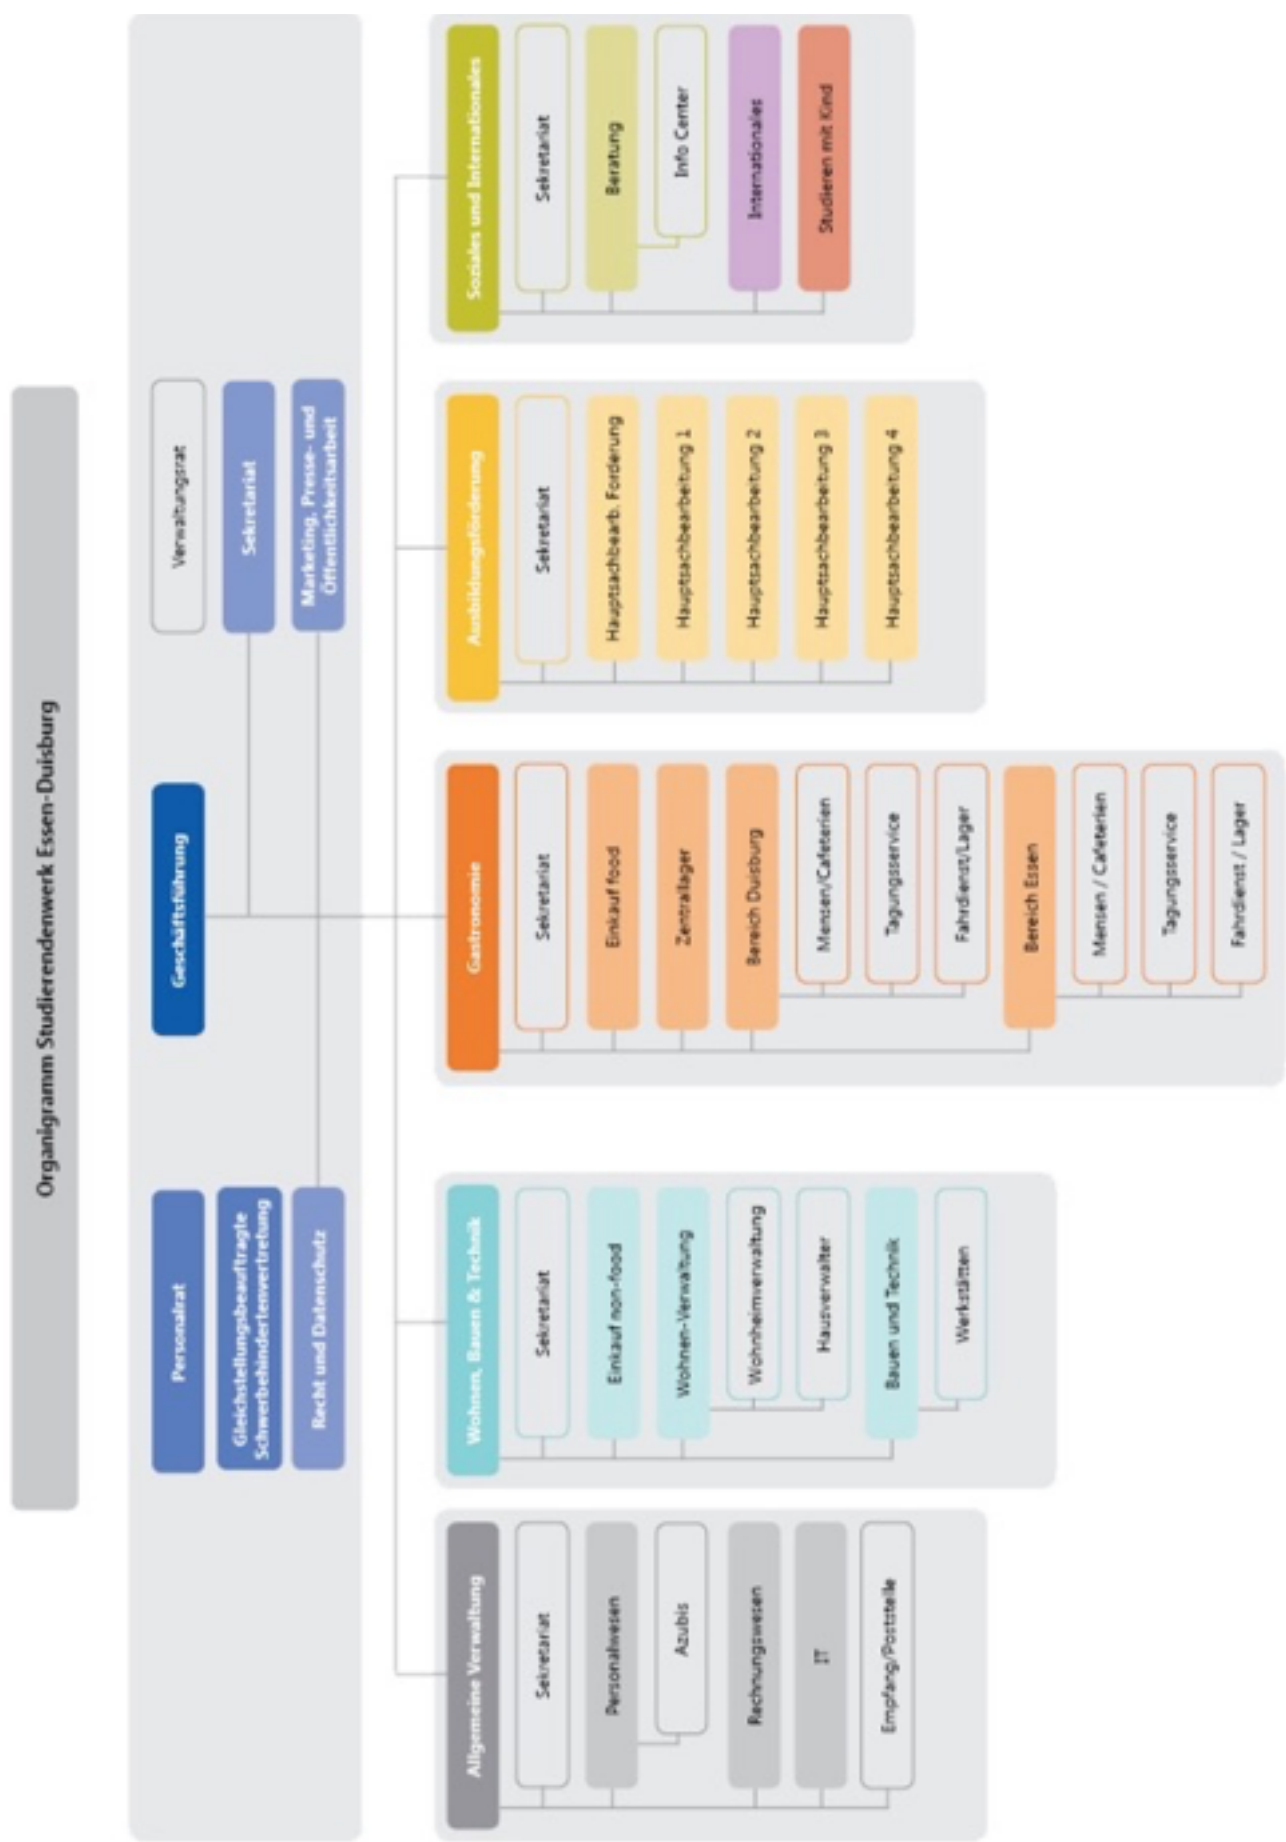 Organigramm Studierendenwerk Essen-Duisburg
Personalrat
Gleichstellungsbeauftragte
Schwerbehindertenvertretung
Recht und Datenschutz
Geschäftsführung
Verwaltungsrat
Sekretariat
Marketing, Presse- und
Öffentlichkeitsarbeit
Allgemeine Verwaltung
Sekretariat
Personalwesen
Azubis
Rechnungswesen
IT
Empfang/Poststelle
Wohnen, Bauen & Technik
Sekretariat
Einkauf non-food
Wohnen-Verwaltung
Wohnheimverwaltung
Hausverwalter
Bauen und Technik
Werkstätten
Gastronomie
Sekretariat
Einkauf food
Zentrallager
Bereich Duisburg
Mensen/Cafeterien
Tagungsservice
Fahrdienst/Lager
Bereich Essen
Mensen / Cafeterien
Tagungsservice
Fahrdienst / Lager
Ausbildungsförderung
Sekretariat
Hauptsachbearb. Förderung
Hauptsachbearbeitung 1
Hauptsachbearbeitung 2
Hauptsachbearbeitung 3
Hauptsachbearbeitung 4
Soziales und Internationales
Sekretariat
Beratung
Info Center
Internationales
Studieren mit Kind